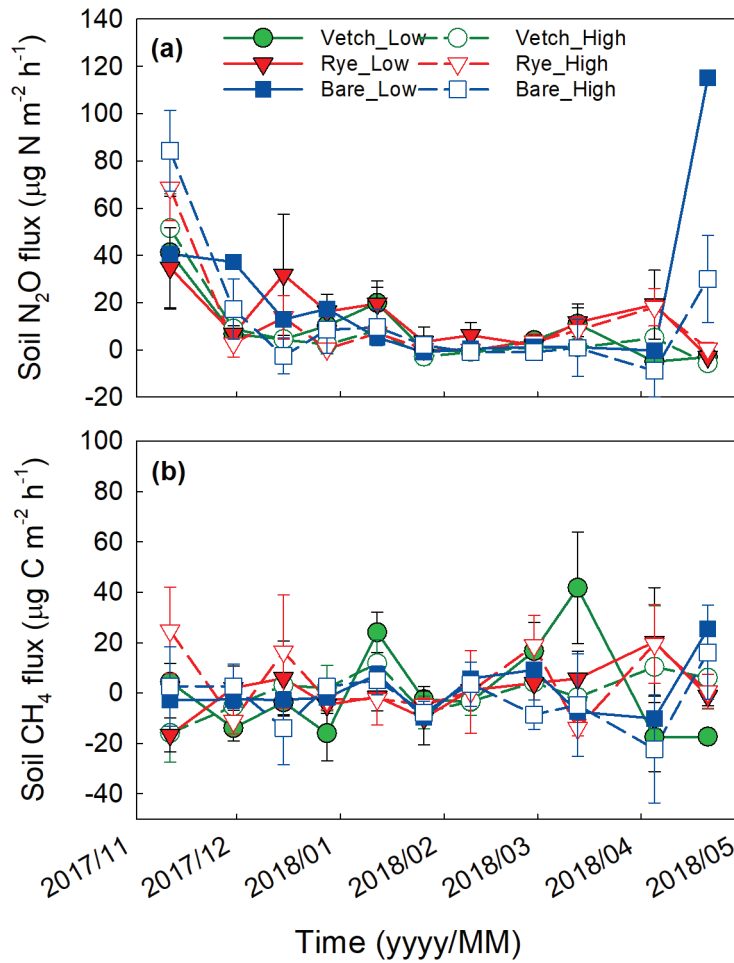 140
(a)
Vetch_Low
Vetch_High
120
Rye_Low
Rye_High
100
Bare_Low
Bare_High
80
60
40
20
0
-20
Soil N₂O flux (μg N m⁻² h⁻¹)
100
(b)
80
60
40
20
0
-20
-40
Soil CH₄ flux (μg C m⁻² h⁻¹)
2017/11
2017/12
2018/01
2018/02
2018/03
2018/04
2018/05
Time (yyyy/MM)